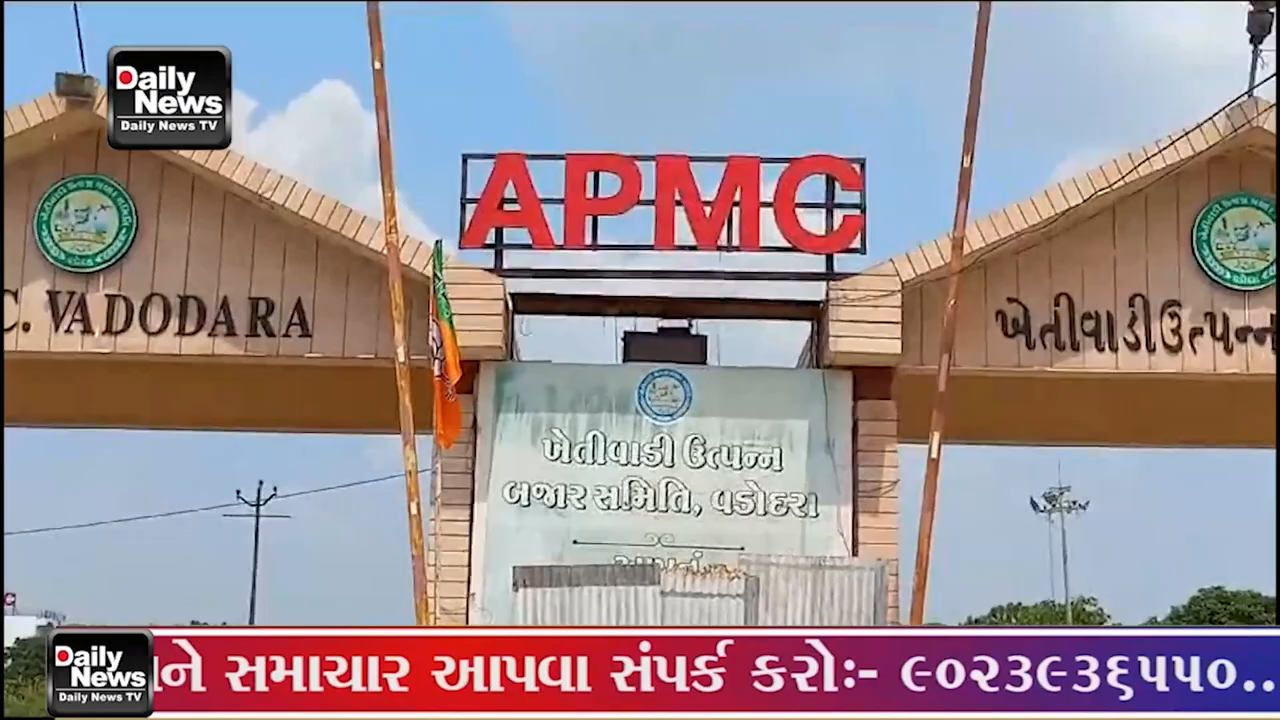 Daily
News
Daily News TV
APMC
C. VADODARA
ખેતીવાડી ઉત્પન્ન
ખેતીવાડી ઉત્પન્ન
બજાર સમિતિ, વડોદરા
Daily
News
Daily News TV
ને સમાચાર આપવા સંપર્ક કરોઃ- ૯૦૨૩૯૩૬૫૫૦..